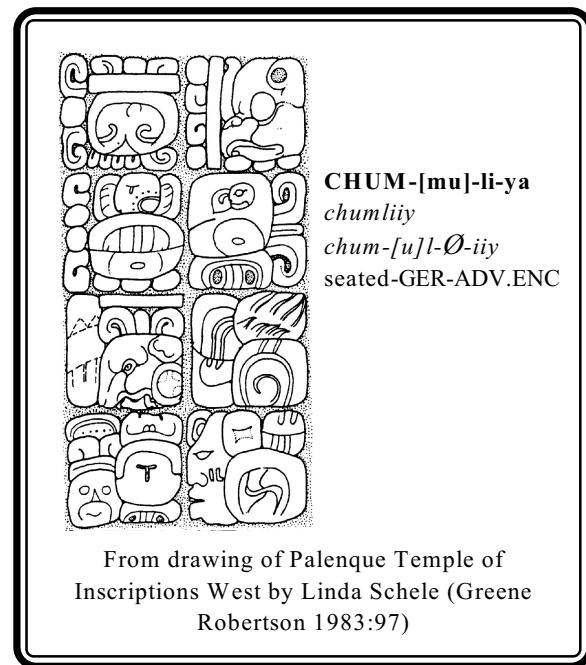 CHUM-[mu]-li-ya
chumliiy
chum-[u]l-Ø-iiy
seated-GER-ADV.ENC
From drawing of Palenque Temple of
Inscriptions West by Linda Schele (Greene
Robertson 1983:97)